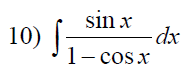 10) ∫ sin x / (1 − cos x) dx